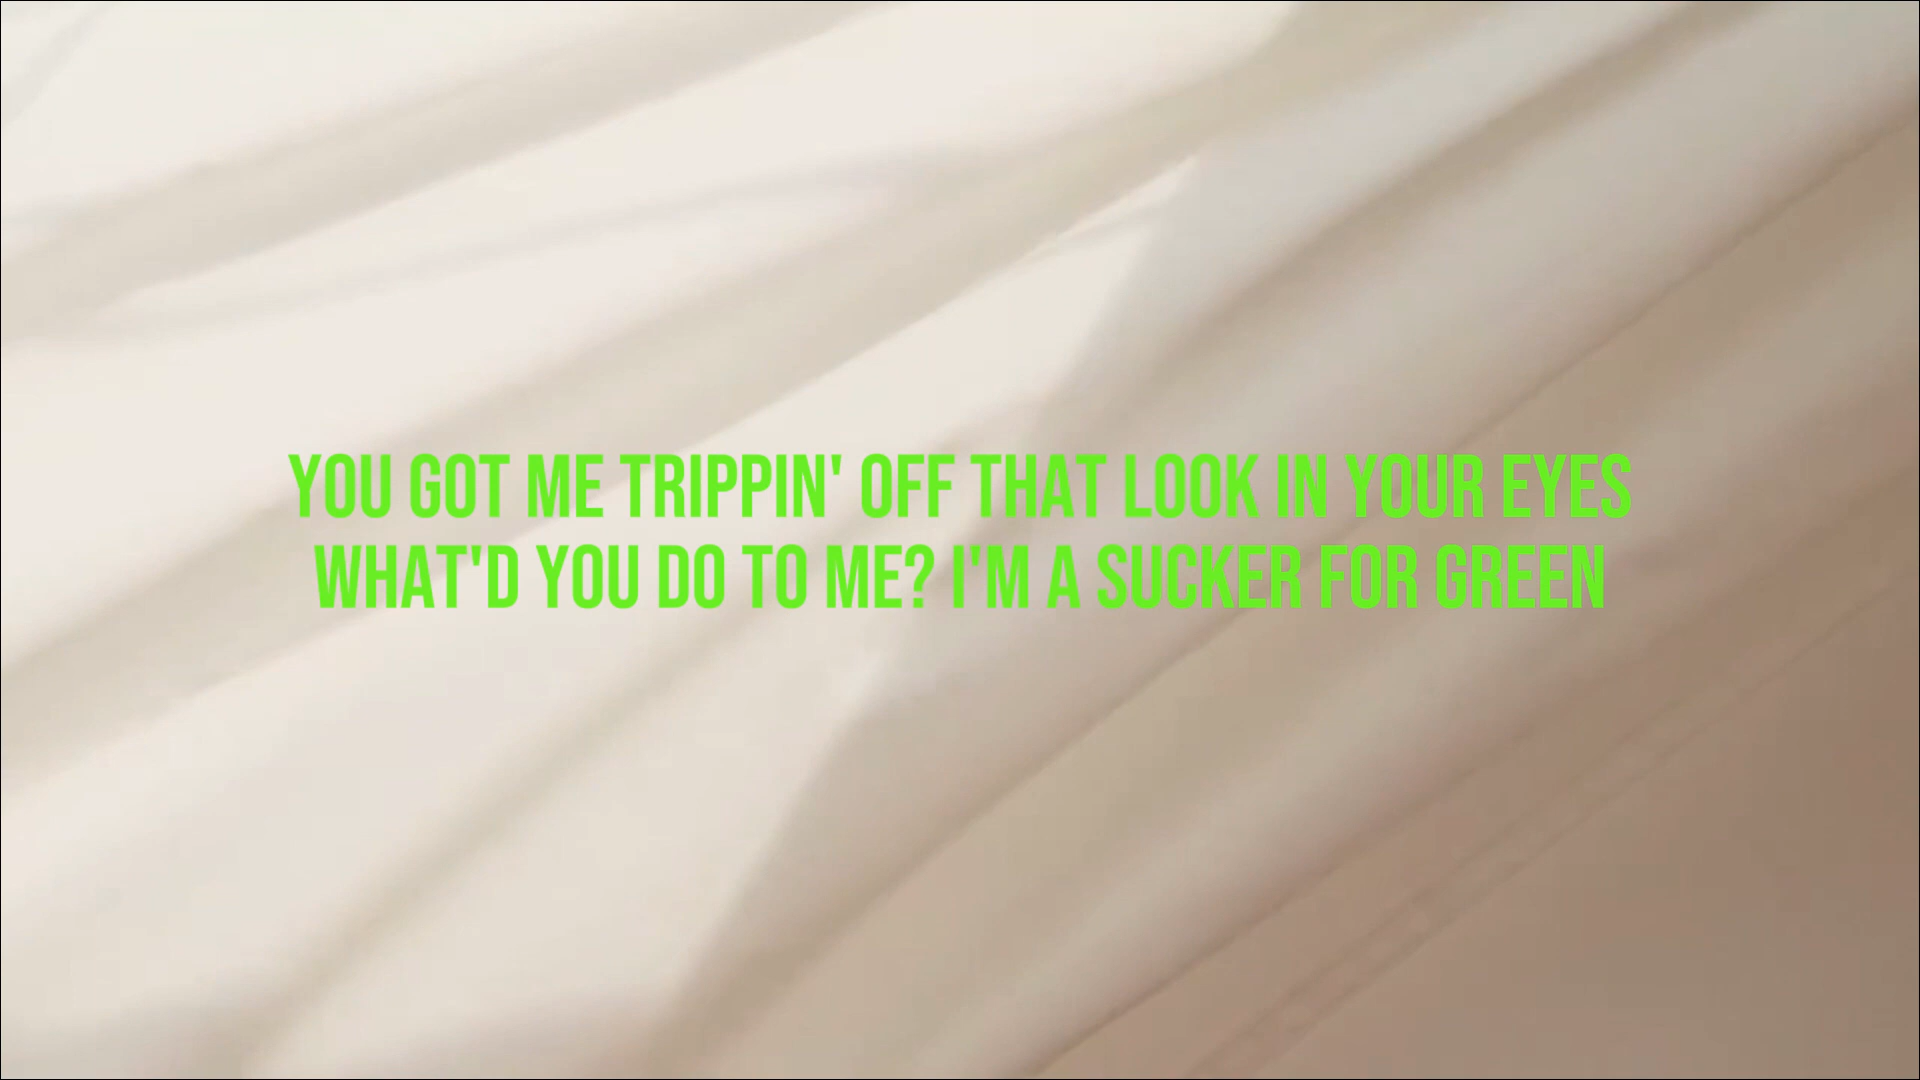 YOU GOT ME TRIPPIN' OFF THAT LOOK IN YOUR EYES
WHAT'D YOU DO TO ME? I'M A SUCKER FOR GREEN